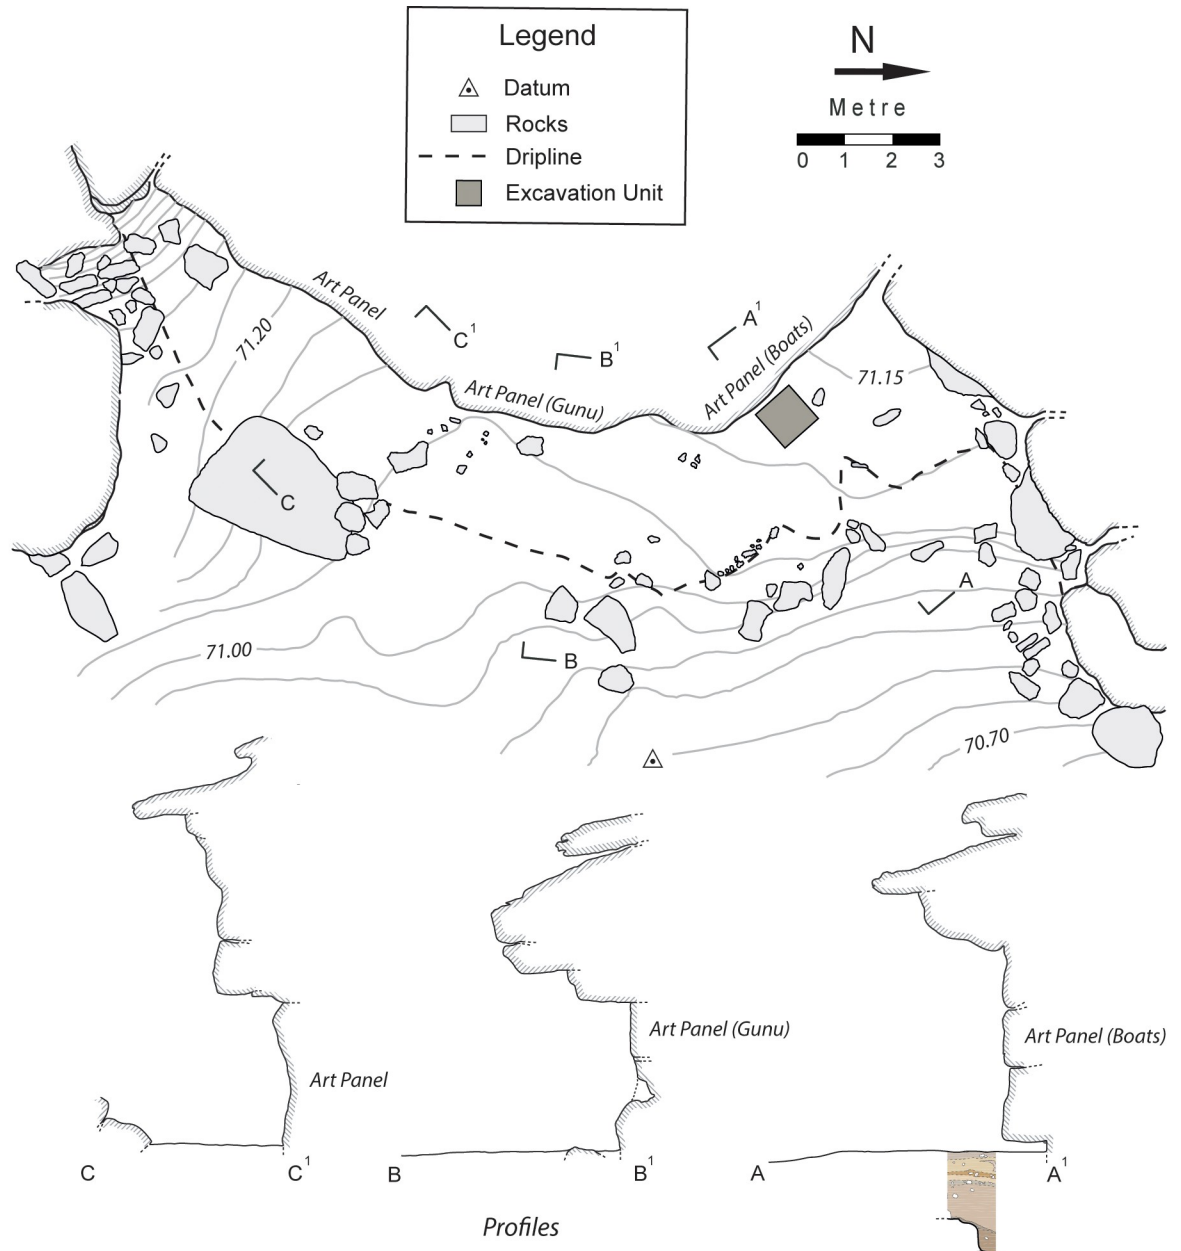 Legend
Datum
Rocks
Dripline
Excavation Unit
N
Metre
0 1 2 3
Art Panel
71.20
C1
B1
A1
Art Panel (Gunu)
Art Panel (Boats)
71.15
C
A
B
71.00
70.70
Art Panel
Art Panel (Gunu)
Art Panel (Boats)
C C1 B B1 A A1
Profiles